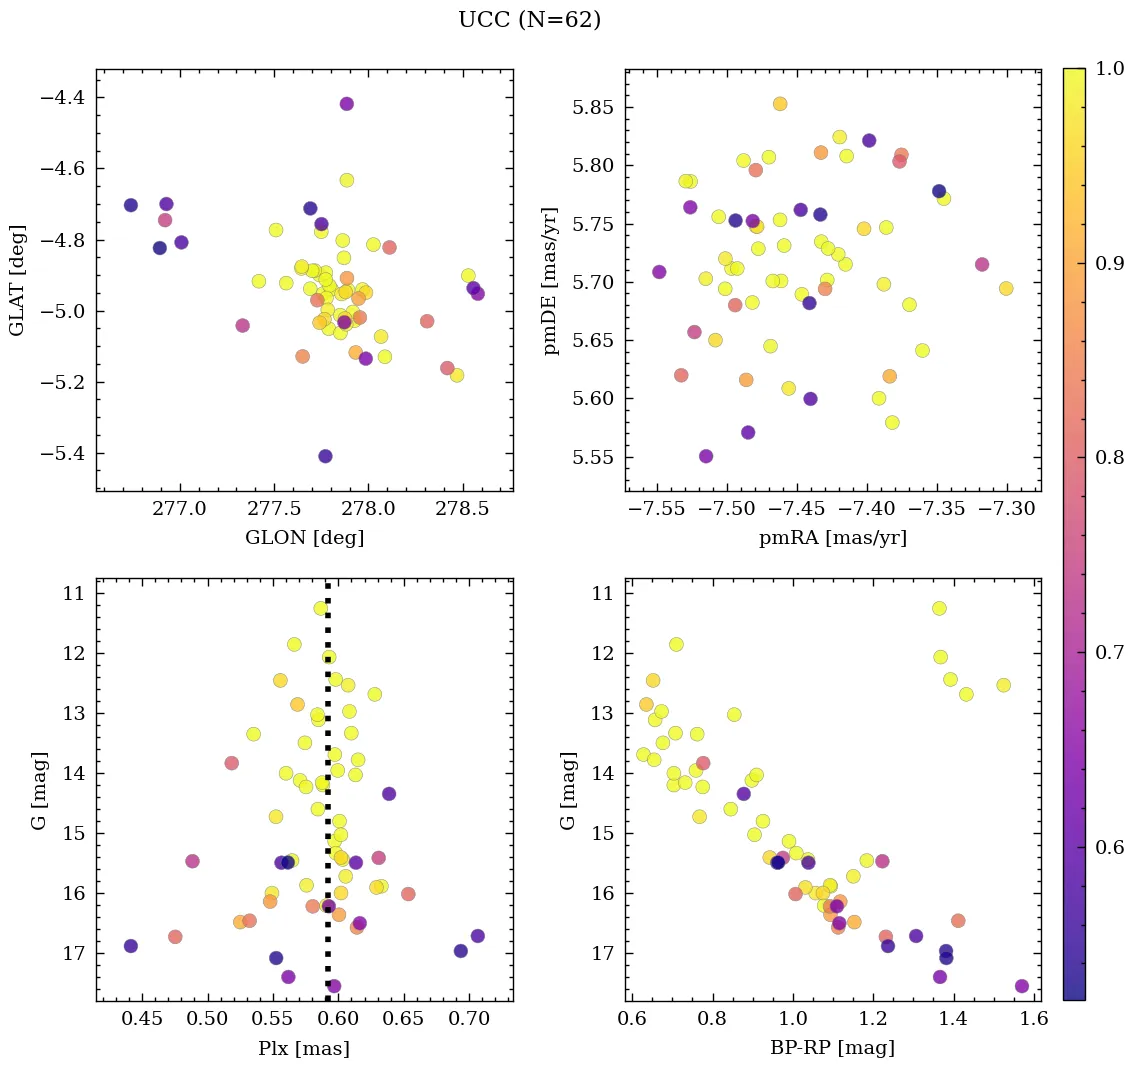 UCC (N=62)
−4.4
−4.6
−4.8
−5.0
−5.2
−5.4
GLAT [deg]
277.0 277.5 278.0 278.5
GLON [deg]
5.85
5.80
5.75
5.70
5.65
5.60
5.55
pmDE [mas/yr]
−7.55 −7.50 −7.45 −7.40 −7.35 −7.30
pmRA [mas/yr]
11
12
13
14
15
16
17
G [mag]
0.45 0.50 0.55 0.60 0.65 0.70
Plx [mas]
11
12
13
14
15
16
17
G [mag]
0.6 0.8 1.0 1.2 1.4 1.6
BP-RP [mag]
1.0
0.9
0.8
0.7
0.6